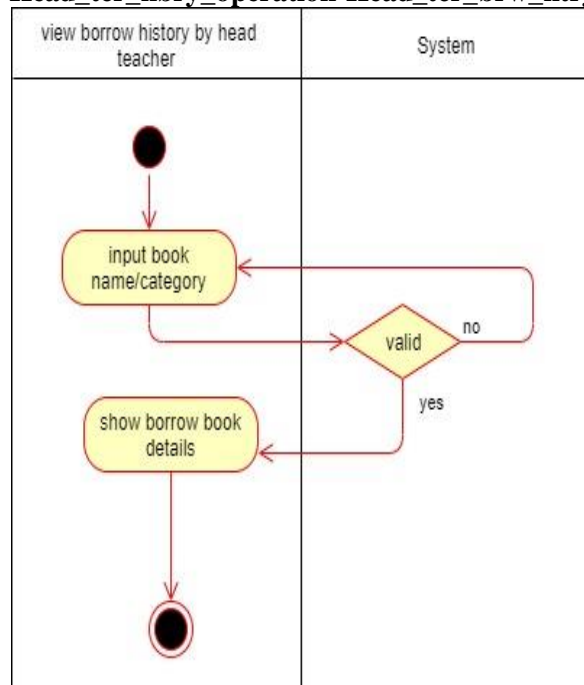 view borrow history by head
teacher
System
input book
name/category
valid
no
yes
show borrow book
details